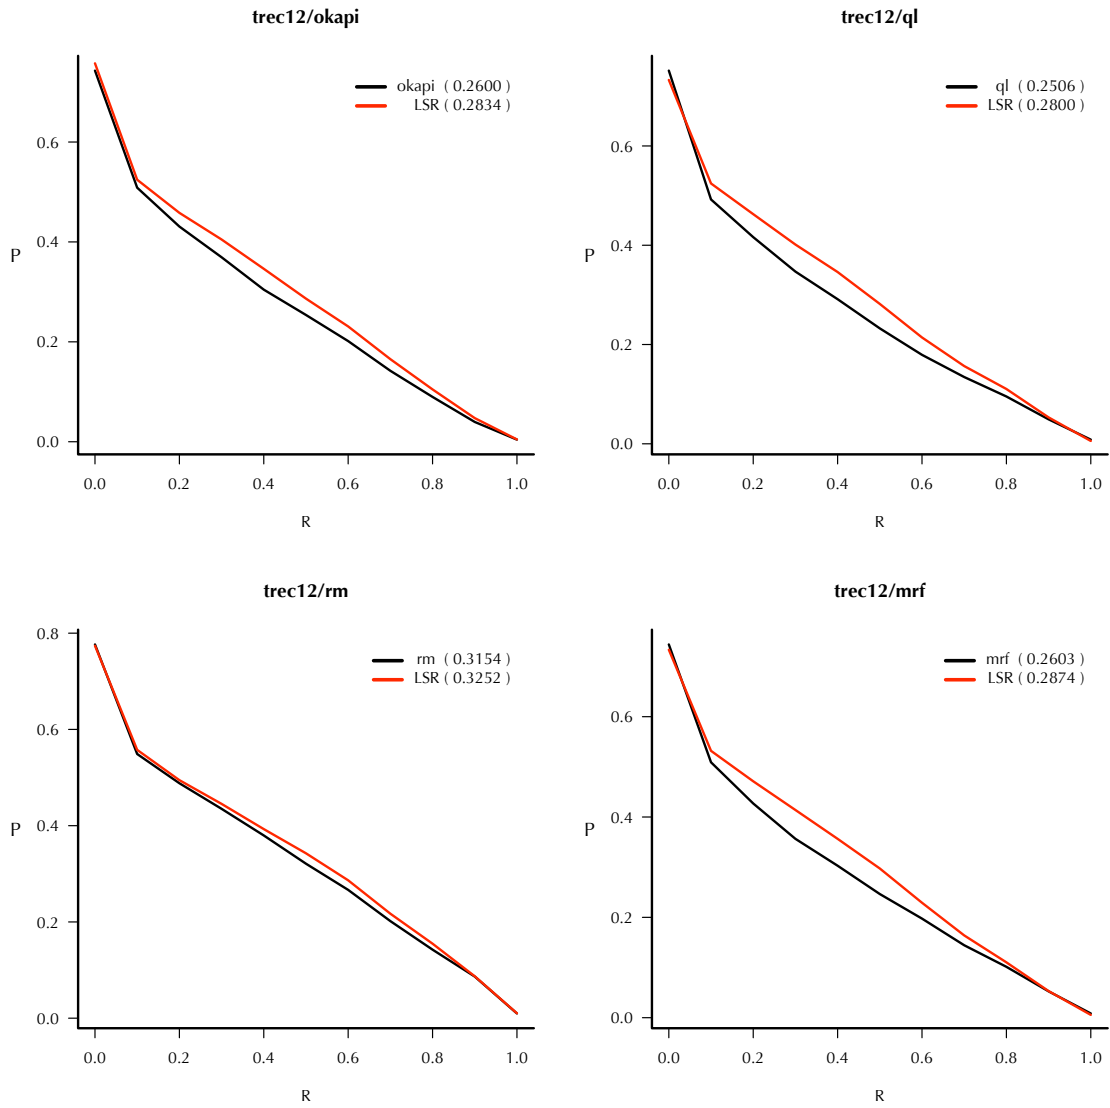 trec12/okapi
okapi ( 0.2600 )
LSR ( 0.2834 )
P
0.6
0.4
0.2
0.0
0.0 0.2 0.4 0.6 0.8 1.0
R
trec12/ql
ql ( 0.2506 )
LSR ( 0.2800 )
P
0.6
0.4
0.2
0.0
0.0 0.2 0.4 0.6 0.8 1.0
R
trec12/rm
rm ( 0.3154 )
LSR ( 0.3252 )
P
0.8
0.6
0.4
0.2
0.0
0.0 0.2 0.4 0.6 0.8 1.0
R
trec12/mrf
mrf ( 0.2603 )
LSR ( 0.2874 )
P
0.6
0.4
0.2
0.0
0.0 0.2 0.4 0.6 0.8 1.0
R